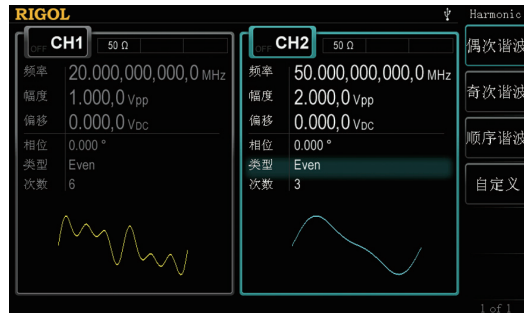 RIGOL
Harmonic
OFF CH1 50 Ω
频率 20.000,000,000,0 MHz
幅度 1.000,0 Vpp
偏移 0.000,0 VDC
相位 0.000 °
类型 Even
次数 6
OFF CH2 50 Ω
频率 50.000,000,000,0 MHz
幅度 2.000,0 Vpp
偏移 0.000,0 VDC
相位 0.000 °
类型 Even
次数 3
偶次谐波
奇次谐波
顺序谐波
自定义
1 of 1